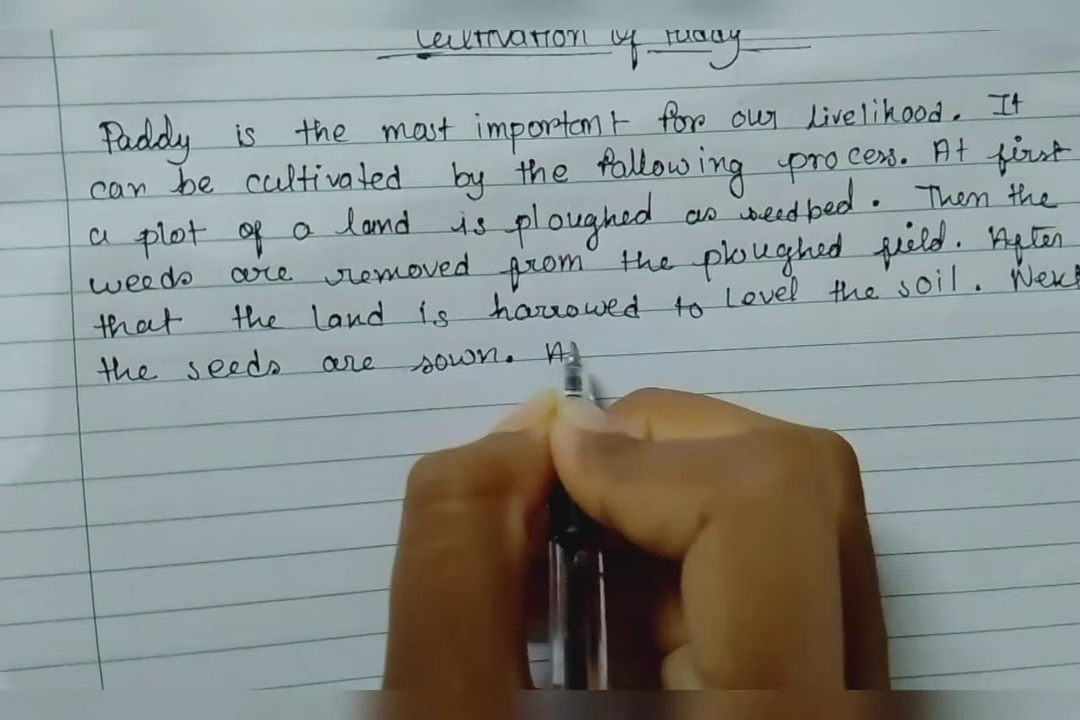 Cultivation of Paddy
Paddy is the most important for our livelihood. It
can be cultivated by the following process. At first
a plot of a land is ploughed as seedbed. Then the
weeds are removed from the ploughed field. After
that the land is harrowed to level the soil. Next
the seeds are sown. A